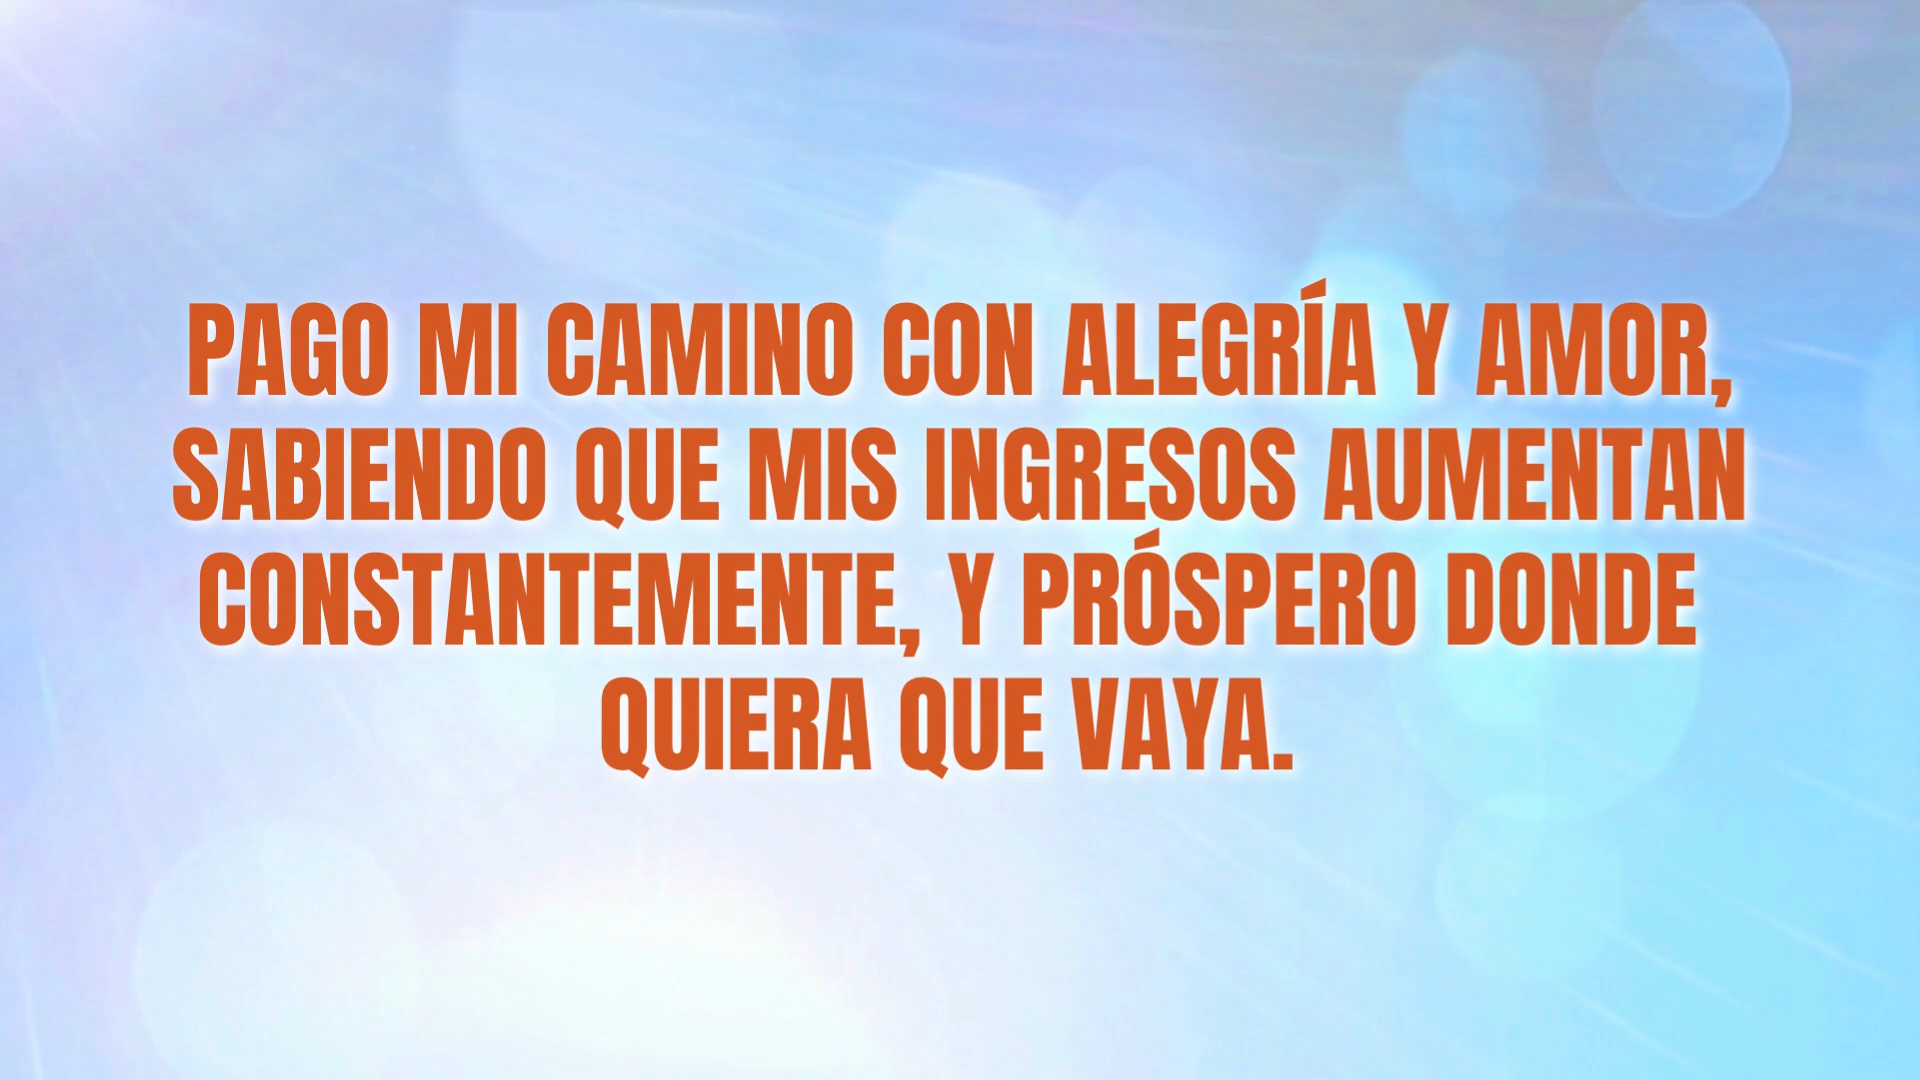 PAGO MI CAMINO CON ALEGRÍA Y AMOR,
SABIENDO QUE MIS INGRESOS AUMENTAN
CONSTANTEMENTE, Y PRÓSPERO DONDE
QUIERA QUE VAYA.